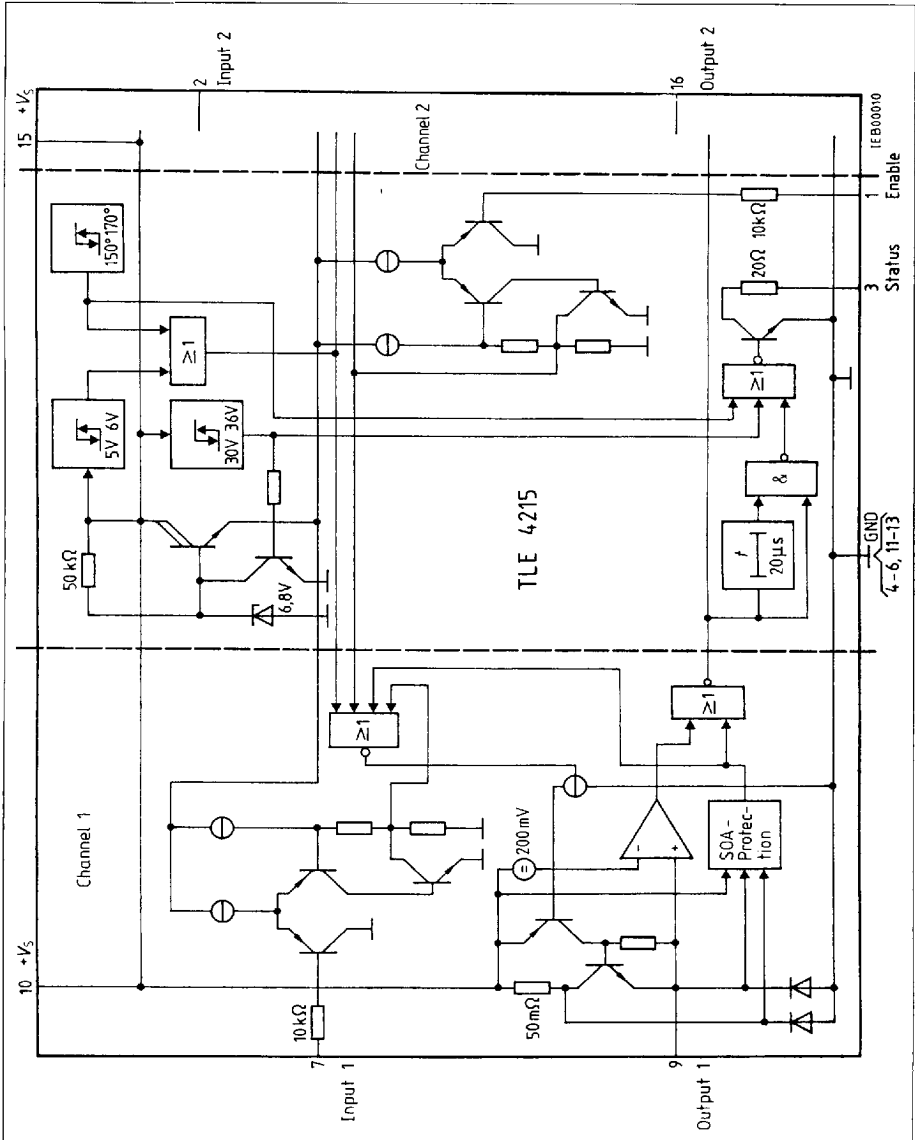 10 +Vs
15 +Vs
Channel 1
50 kΩ
5V 6V
150° 170°
≥1
30V 36V
6,8V
2
Input 2
10kΩ
7
Input 1
≥1
Channel 2
TLE 4215
50mΩ
= 200mV
-
+
SOA-
Protec-
tion
≥1
t
20µs
&
≥1
20Ω
10kΩ
16
Output 2
9
Output 1
GND
4-6, 11-13
3
Status
1
Enable
IEB00010